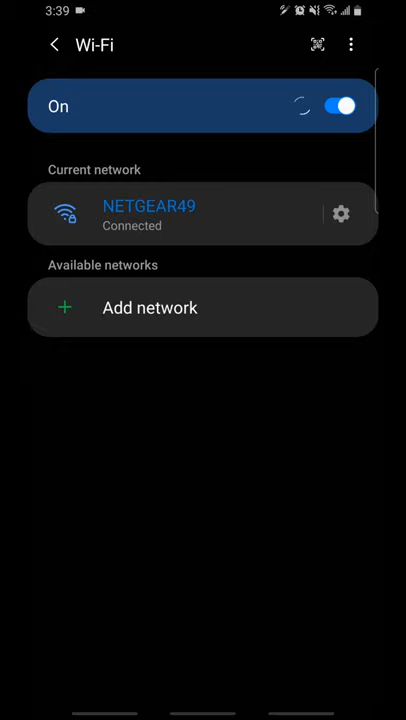 3:39
Wi-Fi
On
Current network
NETGEAR49
Connected
Available networks
Add network